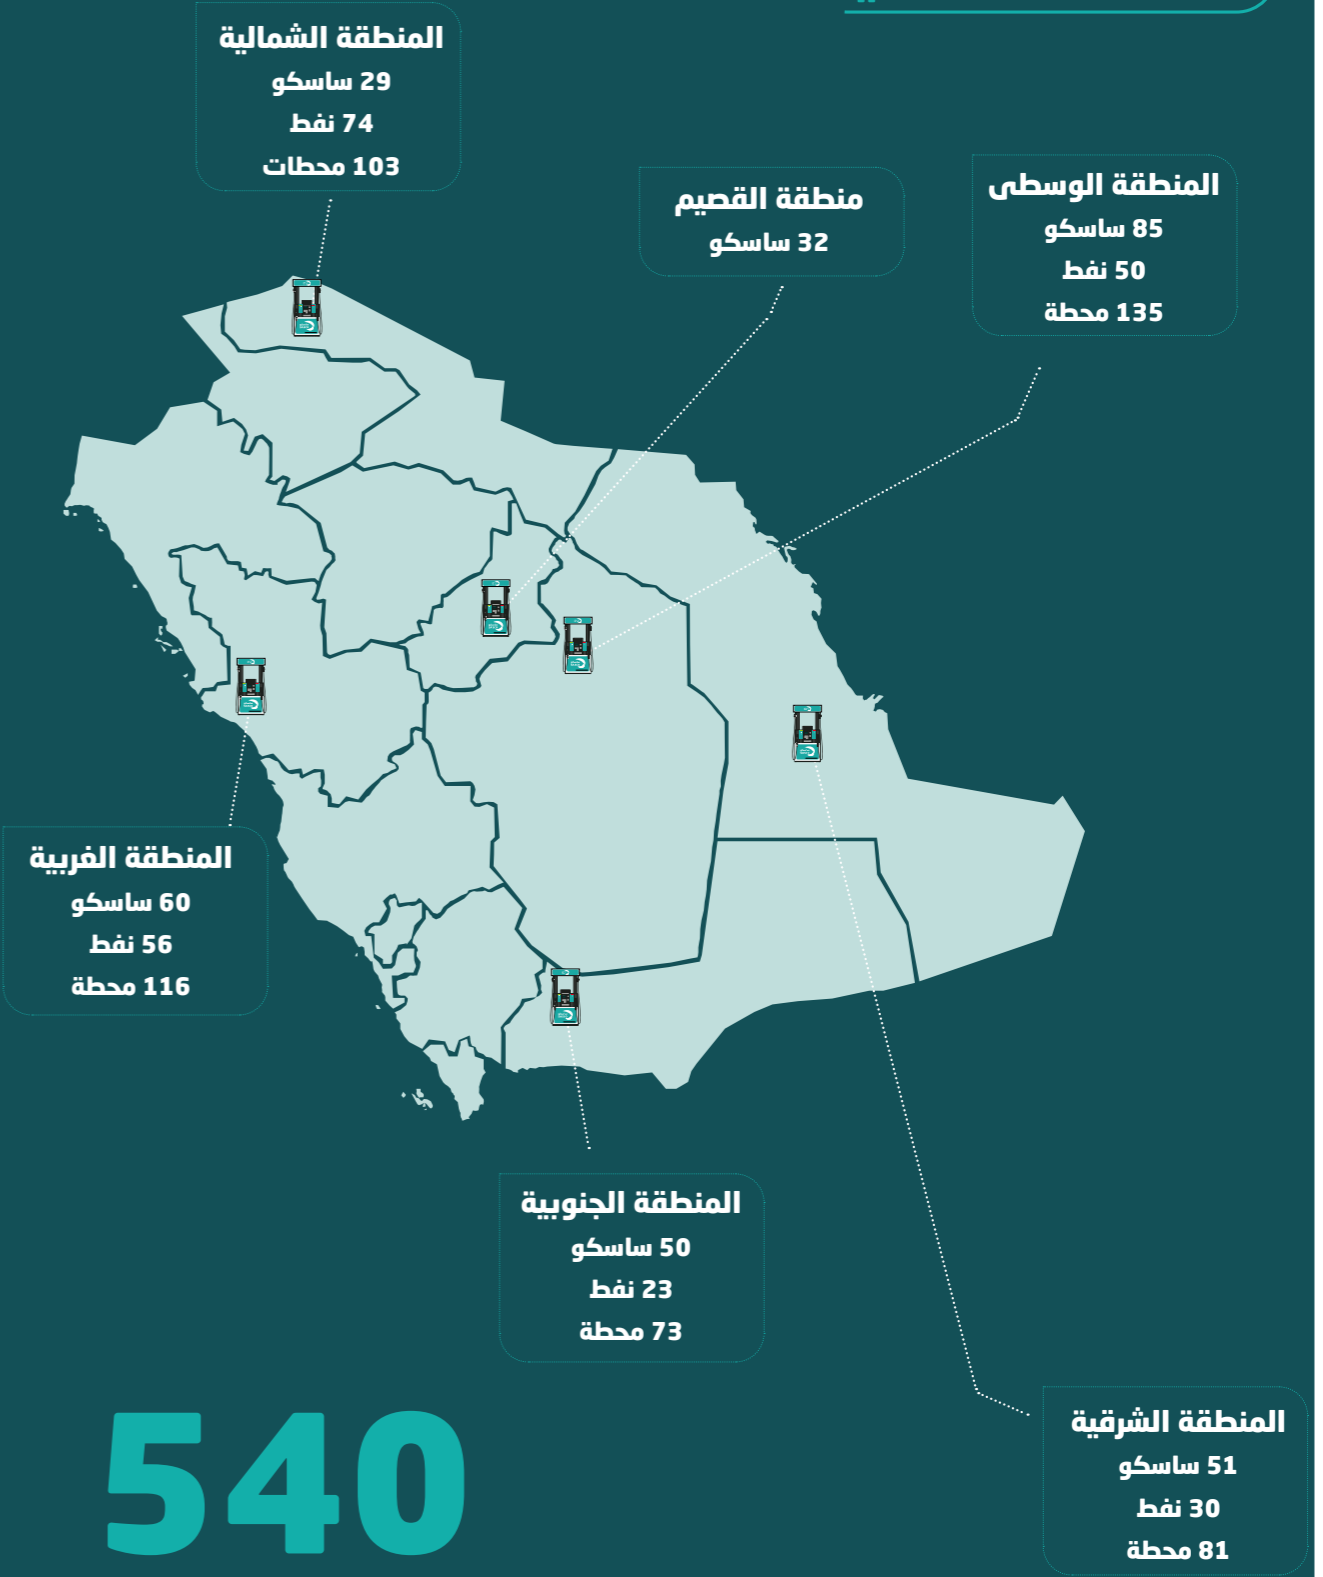 المنطقة الشمالية
29 ساسكو
74 نفط
103 محطات
المنطقة الوسطى
85 ساسكو
50 نفط
135 محطة
منطقة القصيم
32 ساسكو
المنطقة الغربية
60 ساسكو
56 نفط
116 محطة
المنطقة الجنوبية
50 ساسكو
23 نفط
73 محطة
المنطقة الشرقية
51 ساسكو
30 نفط
81 محطة
540